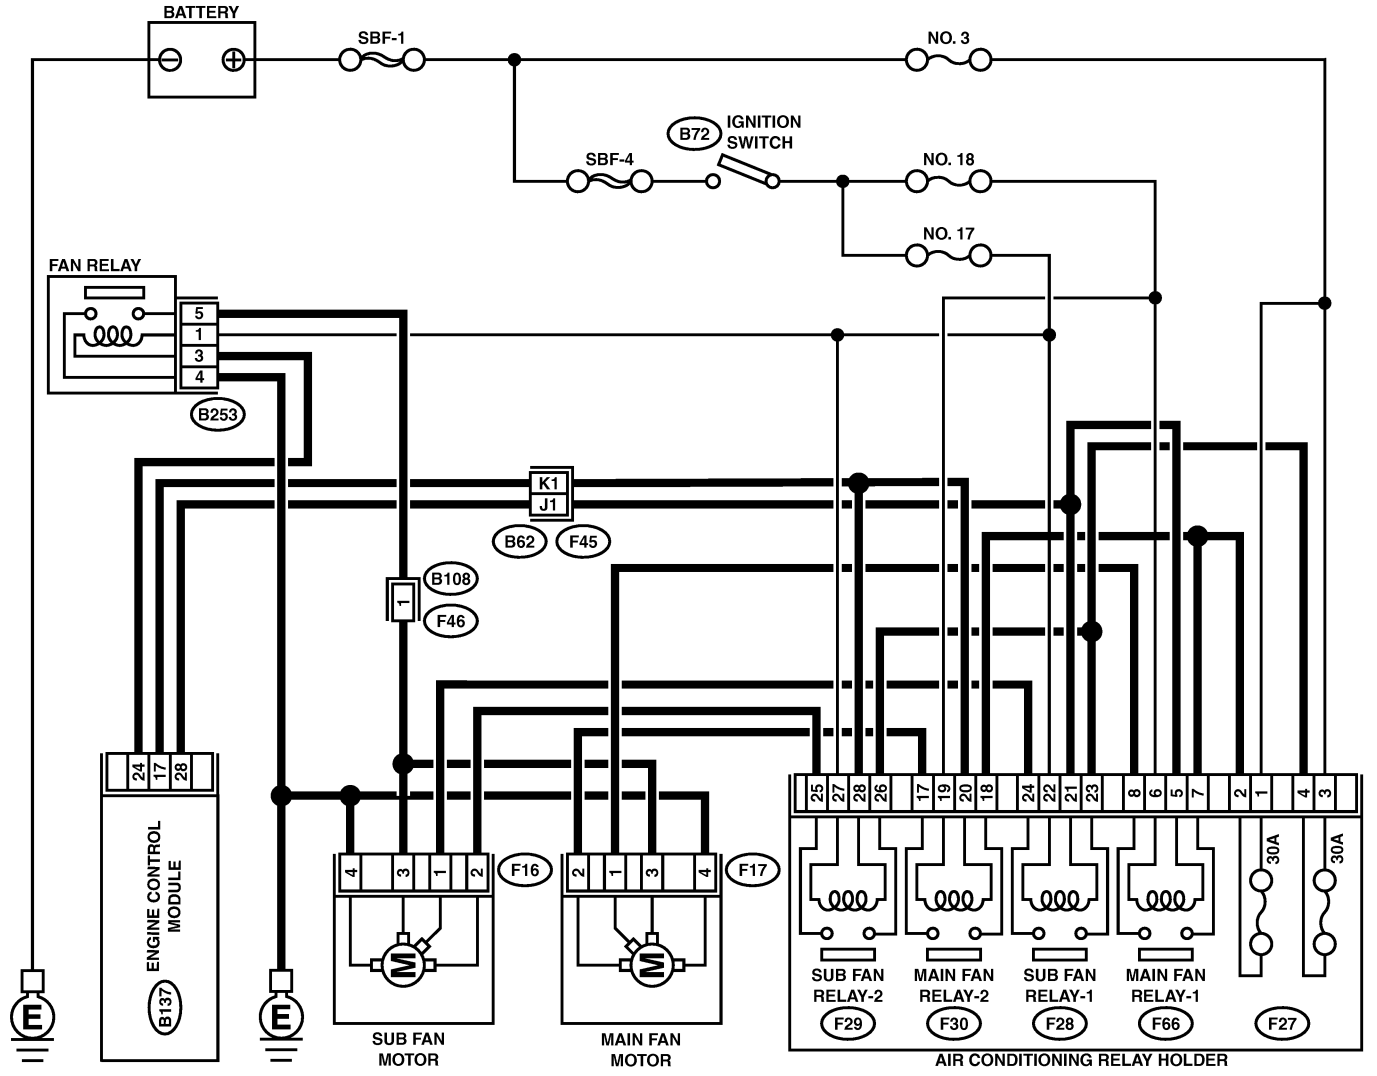 BATTERY
SBF-1
NO. 3
B72
IGNITION
SWITCH
SBF-4
NO. 18
NO. 17
FAN RELAY
5
1
3
4
B253
K1
J1
B62
F45
B108
1
F46
24
17
28
ENGINE CONTROL
MODULE
B137
E
E
4
3
1
2
F16
M
SUB FAN
MOTOR
2
1
3
4
F17
M
MAIN FAN
MOTOR
25
27
28
26
17
19
20
18
24
22
21
23
8
6
5
7
2
1
4
3
30A
30A
SUB FAN
RELAY-2
F29
MAIN FAN
RELAY-2
F30
SUB FAN
RELAY-1
F28
MAIN FAN
RELAY-1
F66
F27
AIR CONDITIONING RELAY HOLDER